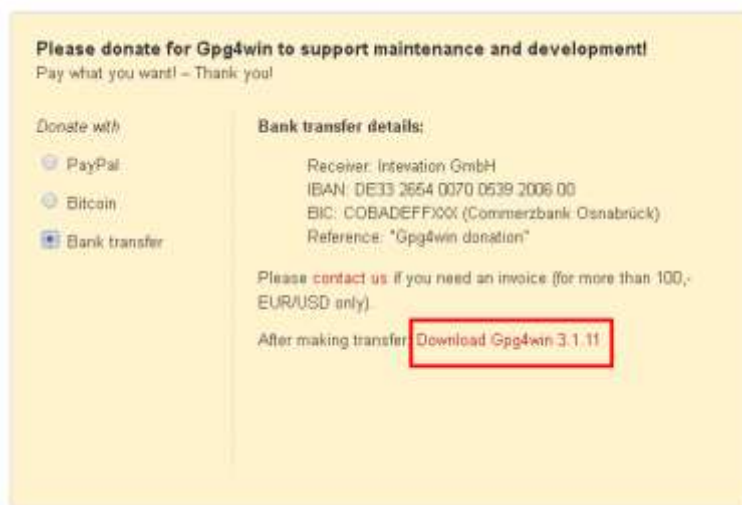 Please donate for Gpg4win to support maintenance and development!
Pay what you want! – Thank you!
Donate with
PayPal
Bitcoin
Bank transfer
Bank transfer details:
Receiver: Intevation GmbH
IBAN: DE33 2654 0070 0539 2006 00
BIC: COBADEFFXXX (Commerzbank Osnabrück)
Reference: "Gpg4win donation"
Please contact us if you need an invoice (for more than 100,-
EUR/USD only).
After making transfer: Download Gpg4win 3.1.11